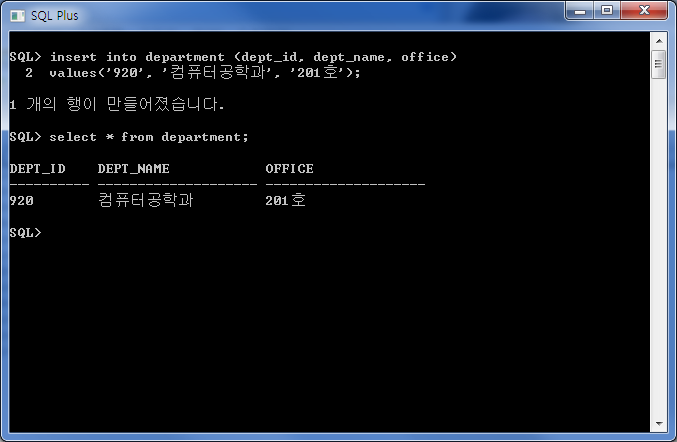 SQL Plus
SQL> insert into department (dept_id, dept_name, office)
2 values('920', '컴퓨터공학과', '201호');
1 개의 행이 만들어졌습니다.
SQL> select * from department;
DEPT_ID DEPT_NAME OFFICE
---------- -------------------- --------------------
920 컴퓨터공학과 201호
SQL>